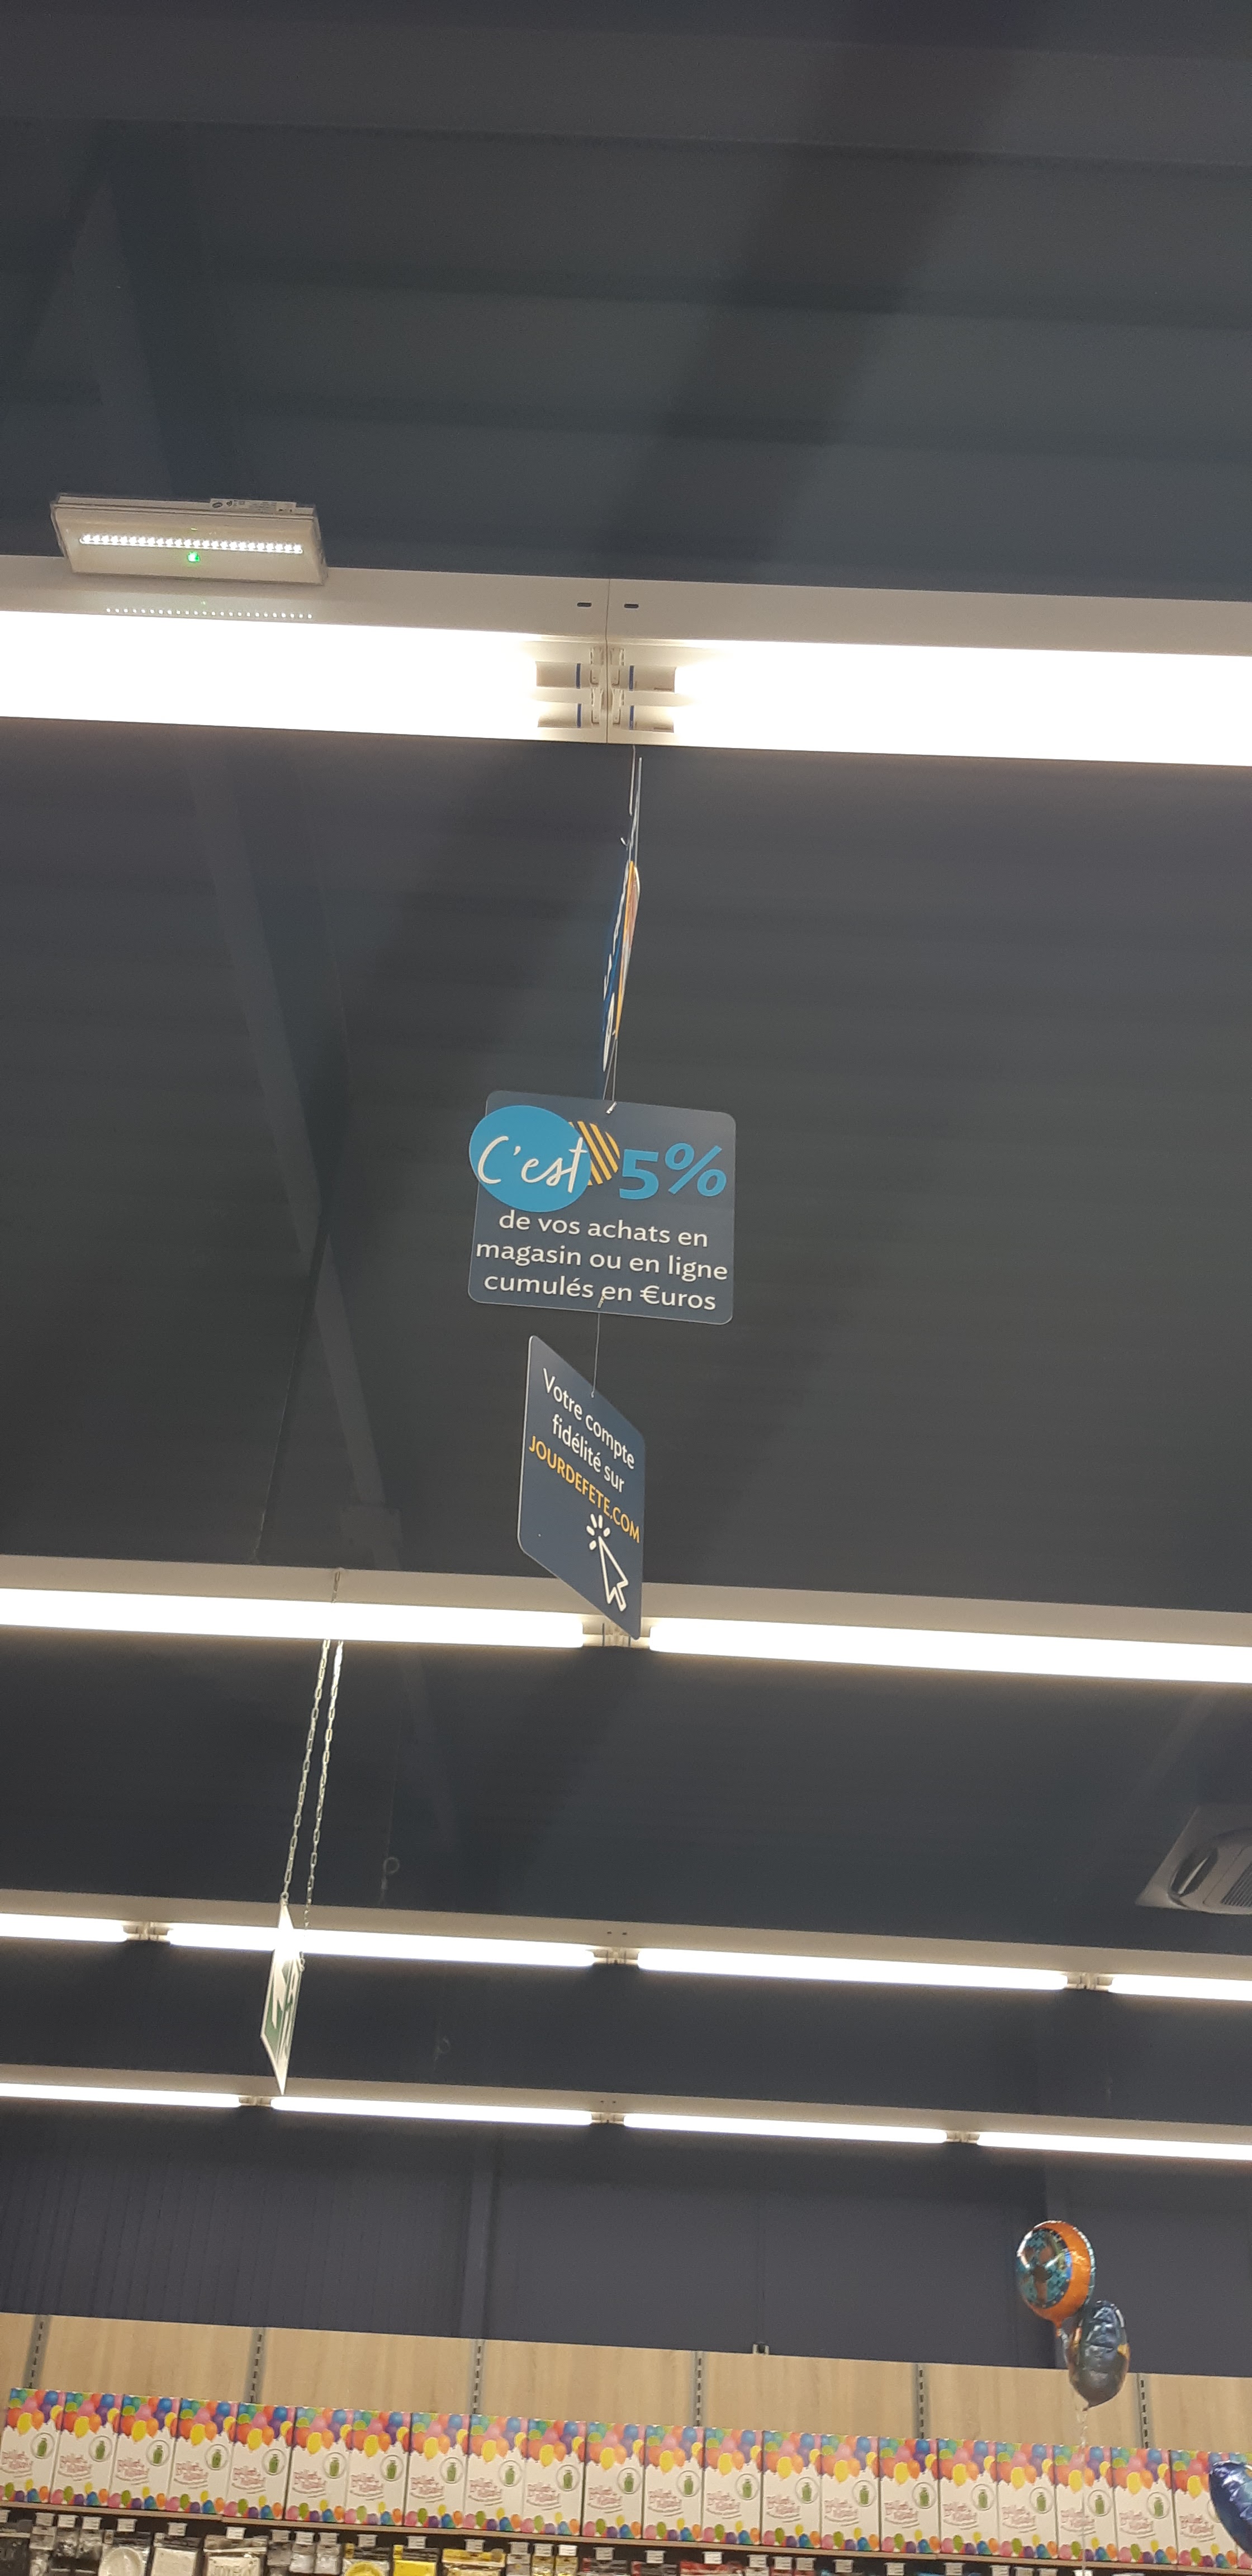 C'est 5%
de vos achats en
magasin ou en ligne
cumulés en €uros
Votre compte
fidélité sur
JOURDEFETE.COM